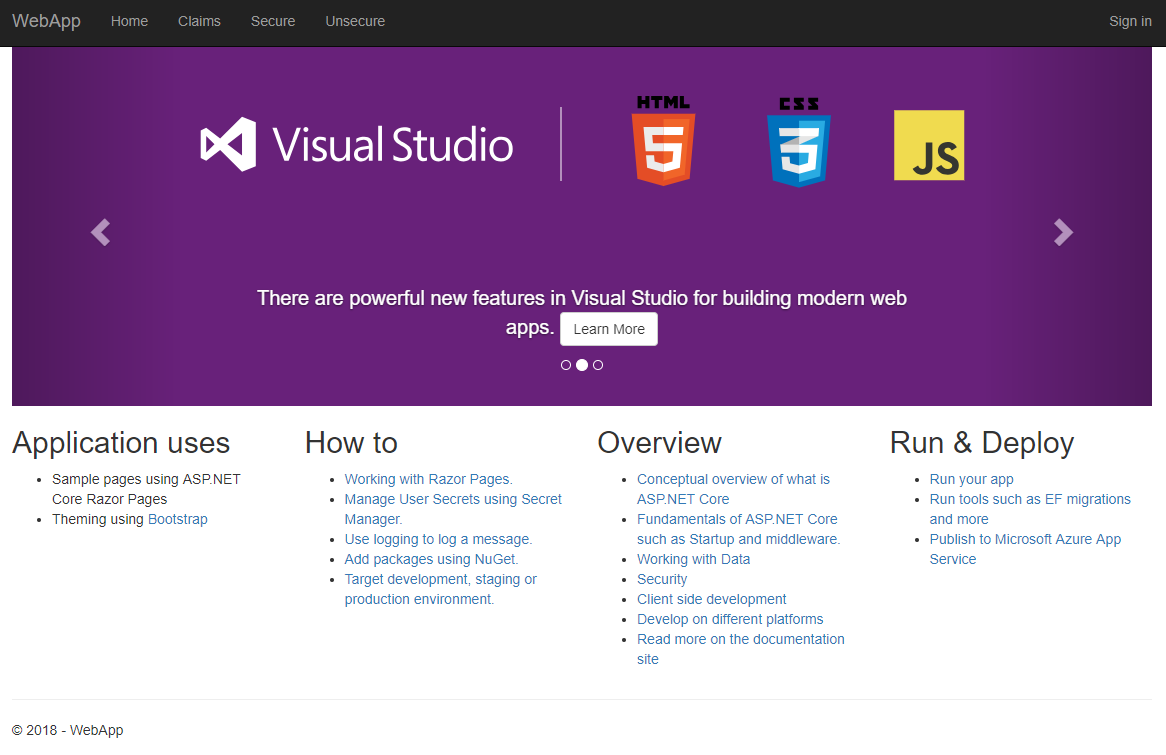 WebApp Home Claims Secure Unsecure Sign in
Visual Studio
HTML
5
CSS
3
JS
There are powerful new features in Visual Studio for building modern web
apps. Learn More
Application uses
Sample pages using ASP.NET
Core Razor Pages
Theming using Bootstrap
How to
Working with Razor Pages.
Manage User Secrets using Secret
Manager.
Use logging to log a message.
Add packages using NuGet.
Target development, staging or
production environment.
Overview
Conceptual overview of what is
ASP.NET Core
Fundamentals of ASP.NET Core
such as Startup and middleware.
Working with Data
Security
Client side development
Develop on different platforms
Read more on the documentation
site
Run & Deploy
Run your app
Run tools such as EF migrations
and more
Publish to Microsoft Azure App
Service
© 2018 - WebApp